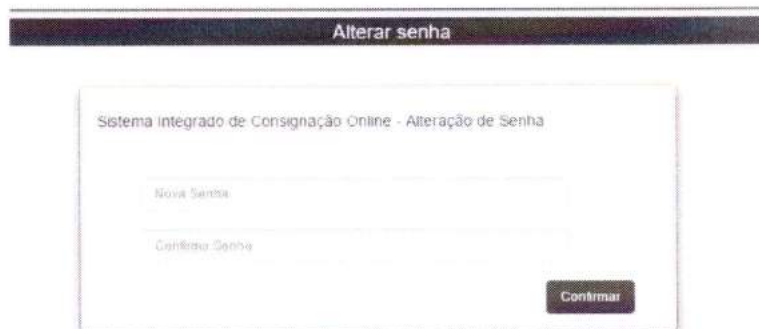 Alterar senha
Sistema Integrado de Consignação Online - Alteração de Senha
Nova Senha
Confirmar Senha
Confirmar